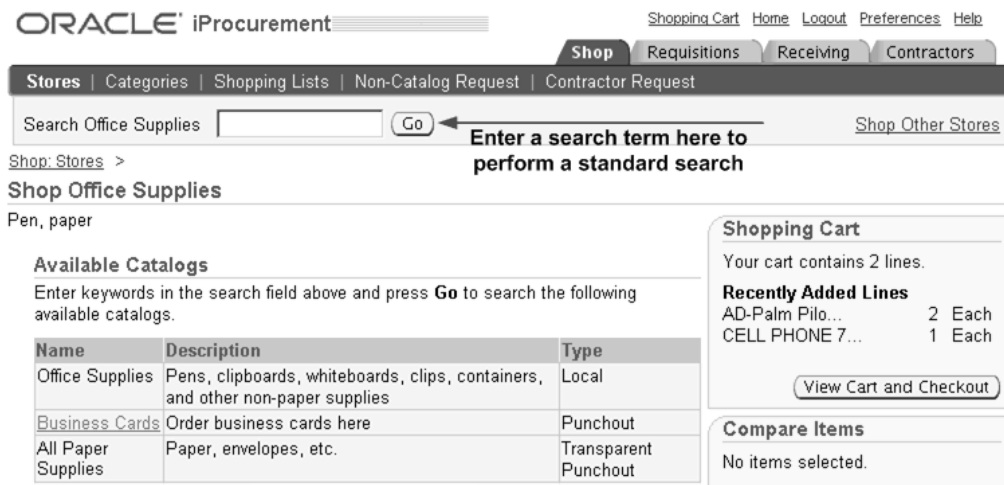 ORACLE' iProcurement
Shopping Cart Home Logout Preferences Help
Shop Requisitions Receiving Contractors
Stores | Categories | Shopping Lists | Non-Catalog Request | Contractor Request
Search Office Supplies Go
Enter a search term here to
perform a standard search
Shop Other Stores
Shop: Stores >
Shop Office Supplies
Pen, paper
Available Catalogs
Enter keywords in the search field above and press Go to search the following
available catalogs.
Name Description Type
Office Supplies Pens, clipboards, whiteboards, clips, containers, Local
and other non-paper supplies
Business Cards Order business cards here Punchout
All Paper Paper, envelopes, etc. Transparent
Supplies Punchout
Shopping Cart
Your cart contains 2 lines.
Recently Added Lines
AD-Palm Pilo... 2 Each
CELL PHONE 7... 1 Each
View Cart and Checkout
Compare Items
No items selected.